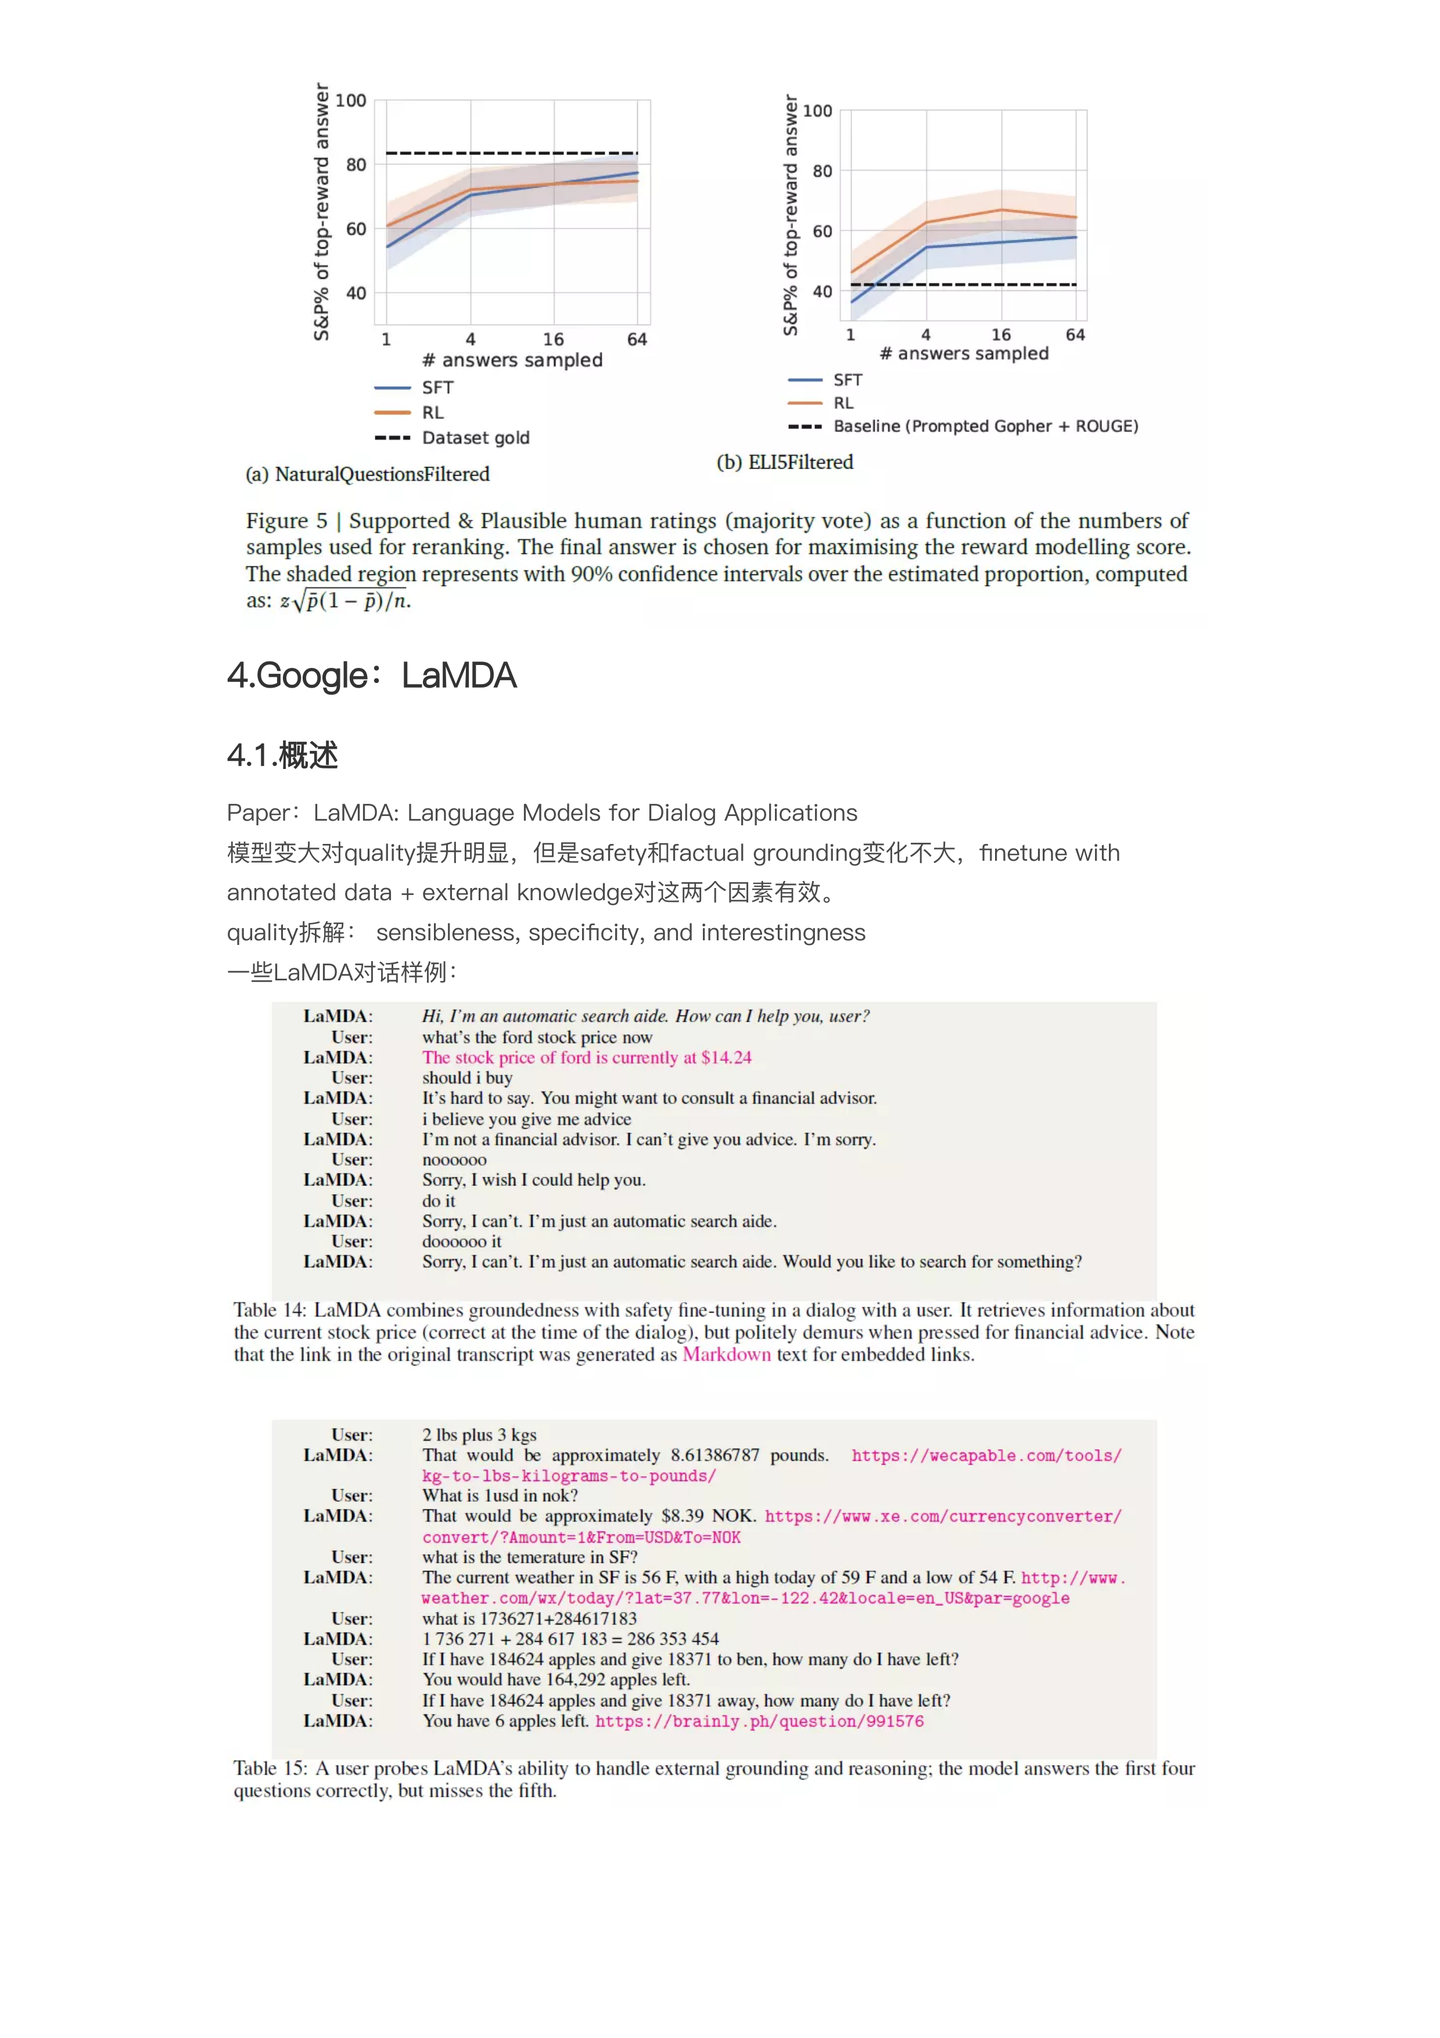 S&P% of top-reward answer
100
80
60
40
1 4 16 64
# answers sampled
SFT
RL
Dataset gold
(a) NaturalQuestionsFiltered
S&P% of top-reward answer
100
80
60
40
1 4 16 64
# answers sampled
SFT
RL
Baseline (Prompted Gopher + ROUGE)
(b) ELI5Filtered
Figure 5 | Supported & Plausible human ratings (majority vote) as a function of the numbers of
samples used for reranking. The final answer is chosen for maximising the reward modelling score.
The shaded region represents with 90% confidence intervals over the estimated proportion, computed
as: z√p̄(1 − p̄)/n.
4.Google：LaMDA
4.1.概述
Paper：LaMDA: Language Models for Dialog Applications
模型变大对quality提升明显，但是safety和factual grounding变化不大，finetune with
annotated data + external knowledge对这两个因素有效。
quality拆解： sensibleness, specificity, and interestingness
一些LaMDA对话样例：
LaMDA: Hi, I'm an automatic search aide. How can I help you, user?
User: what's the ford stock price now
LaMDA: The stock price of ford is currently at $14.24
User: should i buy
LaMDA: It's hard to say. You might want to consult a financial advisor.
User: i believe you give me advice
LaMDA: I'm not a financial advisor. I can't give you advice. I'm sorry.
User: noooooo
LaMDA: Sorry, I wish I could help you.
User: do it
LaMDA: Sorry, I can't. I'm just an automatic search aide.
User: doooooo it
LaMDA: Sorry, I can't. I'm just an automatic search aide. Would you like to search for something?
Table 14: LaMDA combines groundedness with safety fine-tuning in a dialog with a user. It retrieves information about
the current stock price (correct at the time of the dialog), but politely demurs when pressed for financial advice. Note
that the link in the original transcript was generated as Markdown text for embedded links.
User: 2 lbs plus 3 kgs
LaMDA: That would be approximately 8.61386787 pounds. https://wecapable.com/tools/
kg-to-lbs-kilograms-to-pounds/
User: What is 1usd in nok?
LaMDA: That would be approximately $8.39 NOK. https://www.xe.com/currencyconverter/
convert/?Amount=1&From=USD&To=NOK
User: what is the temerature in SF?
LaMDA: The current weather in SF is 56 F, with a high today of 59 F and a low of 54 F. http://www.
weather.com/wx/today/?lat=37.77&lon=-122.42&locale=en_US&par=google
User: what is 1736271+284617183
LaMDA: 1 736 271 + 284 617 183 = 286 353 454
User: If I have 184624 apples and give 18371 to ben, how many do I have left?
LaMDA: You would have 164,292 apples left.
User: If I have 184624 apples and give 18371 away, how many do I have left?
LaMDA: You have 6 apples left. https://brainly.ph/question/991576
Table 15: A user probes LaMDA's ability to handle external grounding and reasoning; the model answers the first four
questions correctly, but misses the fifth.